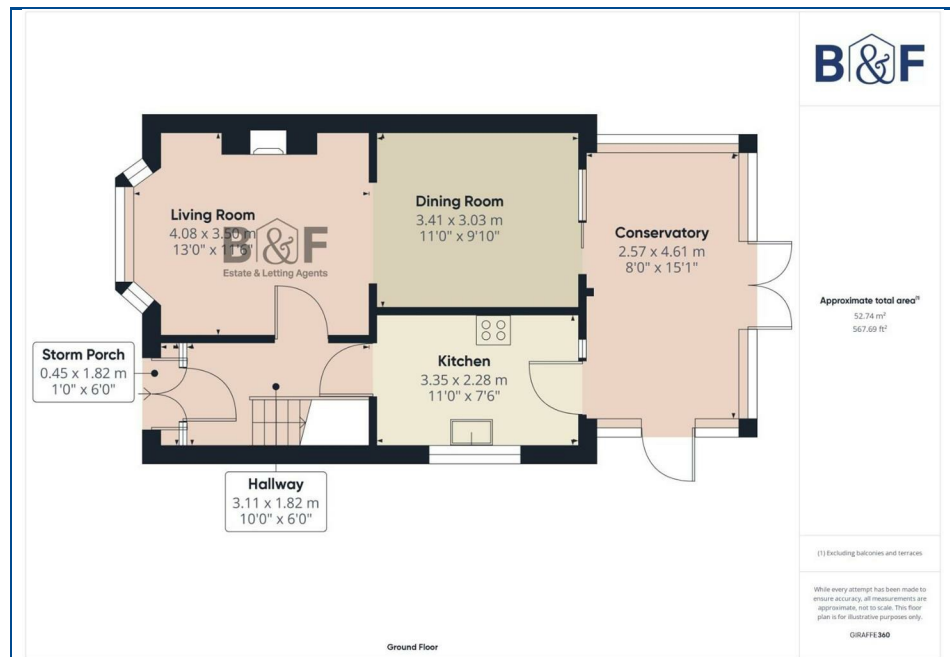 B&F
Living Room
4.08 x 3.50 m
13'0" x 11'6"
B&F
Estate & Letting Agents
Dining Room
3.41 x 3.03 m
11'0" x 9'10"
Conservatory
2.57 x 4.61 m
8'0" x 15'1"
Storm Porch
0.45 x 1.82 m
1'0" x 6'0"
Kitchen
3.35 x 2.28 m
11'0" x 7'6"
Hallway
3.11 x 1.82 m
10'0" x 6'0"
Ground Floor
Approximate total area⁽¹⁾
52.74 m²
567.69 ft²
(1) Excluding balconies and terraces
While every attempt has been made to
ensure accuracy, all measurements are
approximate, not to scale. This floor
plan is for illustrative purposes only.
GIRAFFE360